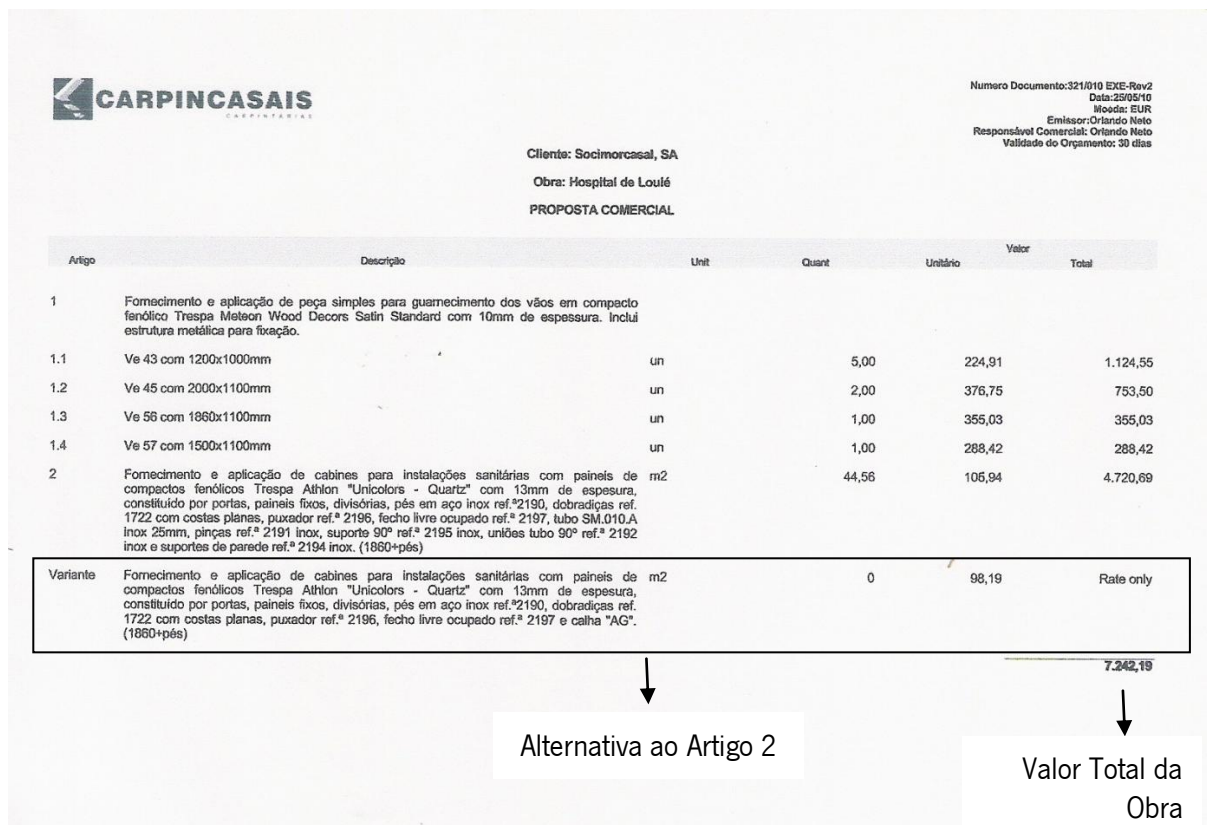 CARPINCASAIS
CARPINTARIAS
Numero Documento:321/010 EXE-Rev2
Data:25/05/10
Moeda: EUR
Emissor:Orlando Neto
Responsável Comercial: Orlando Neto
Validade do Orçamento: 30 dias
Cliente: Socimorcasal, SA
Obra: Hospital de Loulé
PROPOSTA COMERCIAL
Valor
Artigo Descrição Unit Quant Unitário Total
1 Fornecimento e aplicação de peça simples para guarnecimento dos vãos em compacto
fenólico Trespa Meteon Wood Decors Satin Standard com 10mm de espessura. Inclui
estrutura metálica para fixação.
1.1 Ve 43 com 1200x1000mm un 5,00 224,91 1.124,55
1.2 Ve 45 com 2000x1100mm un 2,00 376,75 753,50
1.3 Ve 56 com 1860x1100mm un 1,00 355,03 355,03
1.4 Ve 57 com 1500x1100mm un 1,00 288,42 288,42
2 Fornecimento e aplicação de cabines para instalações sanitárias com paineis de m2 44,56 105,94 4.720,69
compactos fenólicos Trespa Athlon "Unicolors - Quartz" com 13mm de espesura,
constituido por portas, paineis fixos, divisórias, pés em aço inox ref.ª2190, dobradiças ref.
1722 com costas planas, puxador ref.ª 2196, fecho livre ocupado ref.ª 2197, tubo SM.010.A
inox 25mm, pinças ref.ª 2191 inox, suporte 90º ref.ª 2195 inox, uniões tubo 90º ref.ª 2192
inox e suportes de parede ref.ª 2194 inox. (1860+pés)
Variante Fornecimento e aplicação de cabines para instalações sanitárias com paineis de m2 0 98,19 Rate only
compactos fenólicos Trespa Athlon "Unicolors - Quartz" com 13mm de espesura,
constituido por portas, paineis fixos, divisórias, pés em aço inox ref.ª2190, dobradiças ref.
1722 com costas planas, puxador ref.ª 2196, fecho livre ocupado ref.ª 2197 e calha "AG".
(1860+pés)
7.242,19
Alternativa ao Artigo 2
Valor Total da
Obra